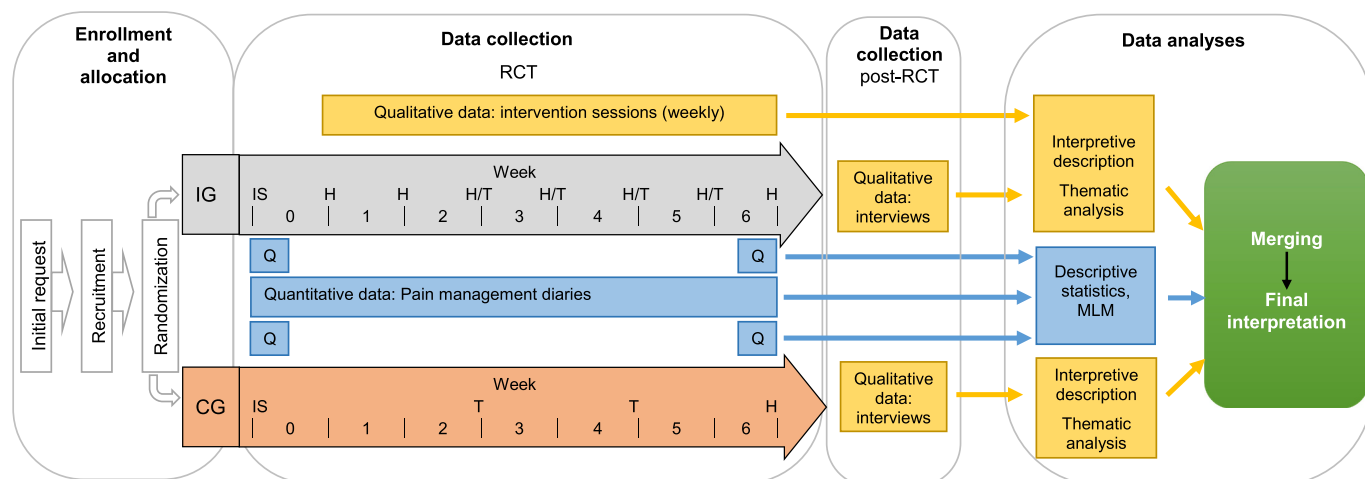 Enrollment
and
allocation
Initial request
Recruitment
Randomization
Data collection
RCT
Qualitative data: intervention sessions (weekly)
IG
Week
IS H H H/T H/T H/T H/T H
0 1 2 3 4 5 6
Q Q
Quantitative data: Pain management diaries
Q Q
CG
Week
IS T T H
0 1 2 3 4 5 6
Data
collection
post-RCT
Qualitative
data:
interviews
Qualitative
data:
interviews
Data analyses
Interpretive
description
Thematic
analysis
Descriptive
statistics,
MLM
Interpretive
description
Thematic
analysis
Merging
Final
interpretation